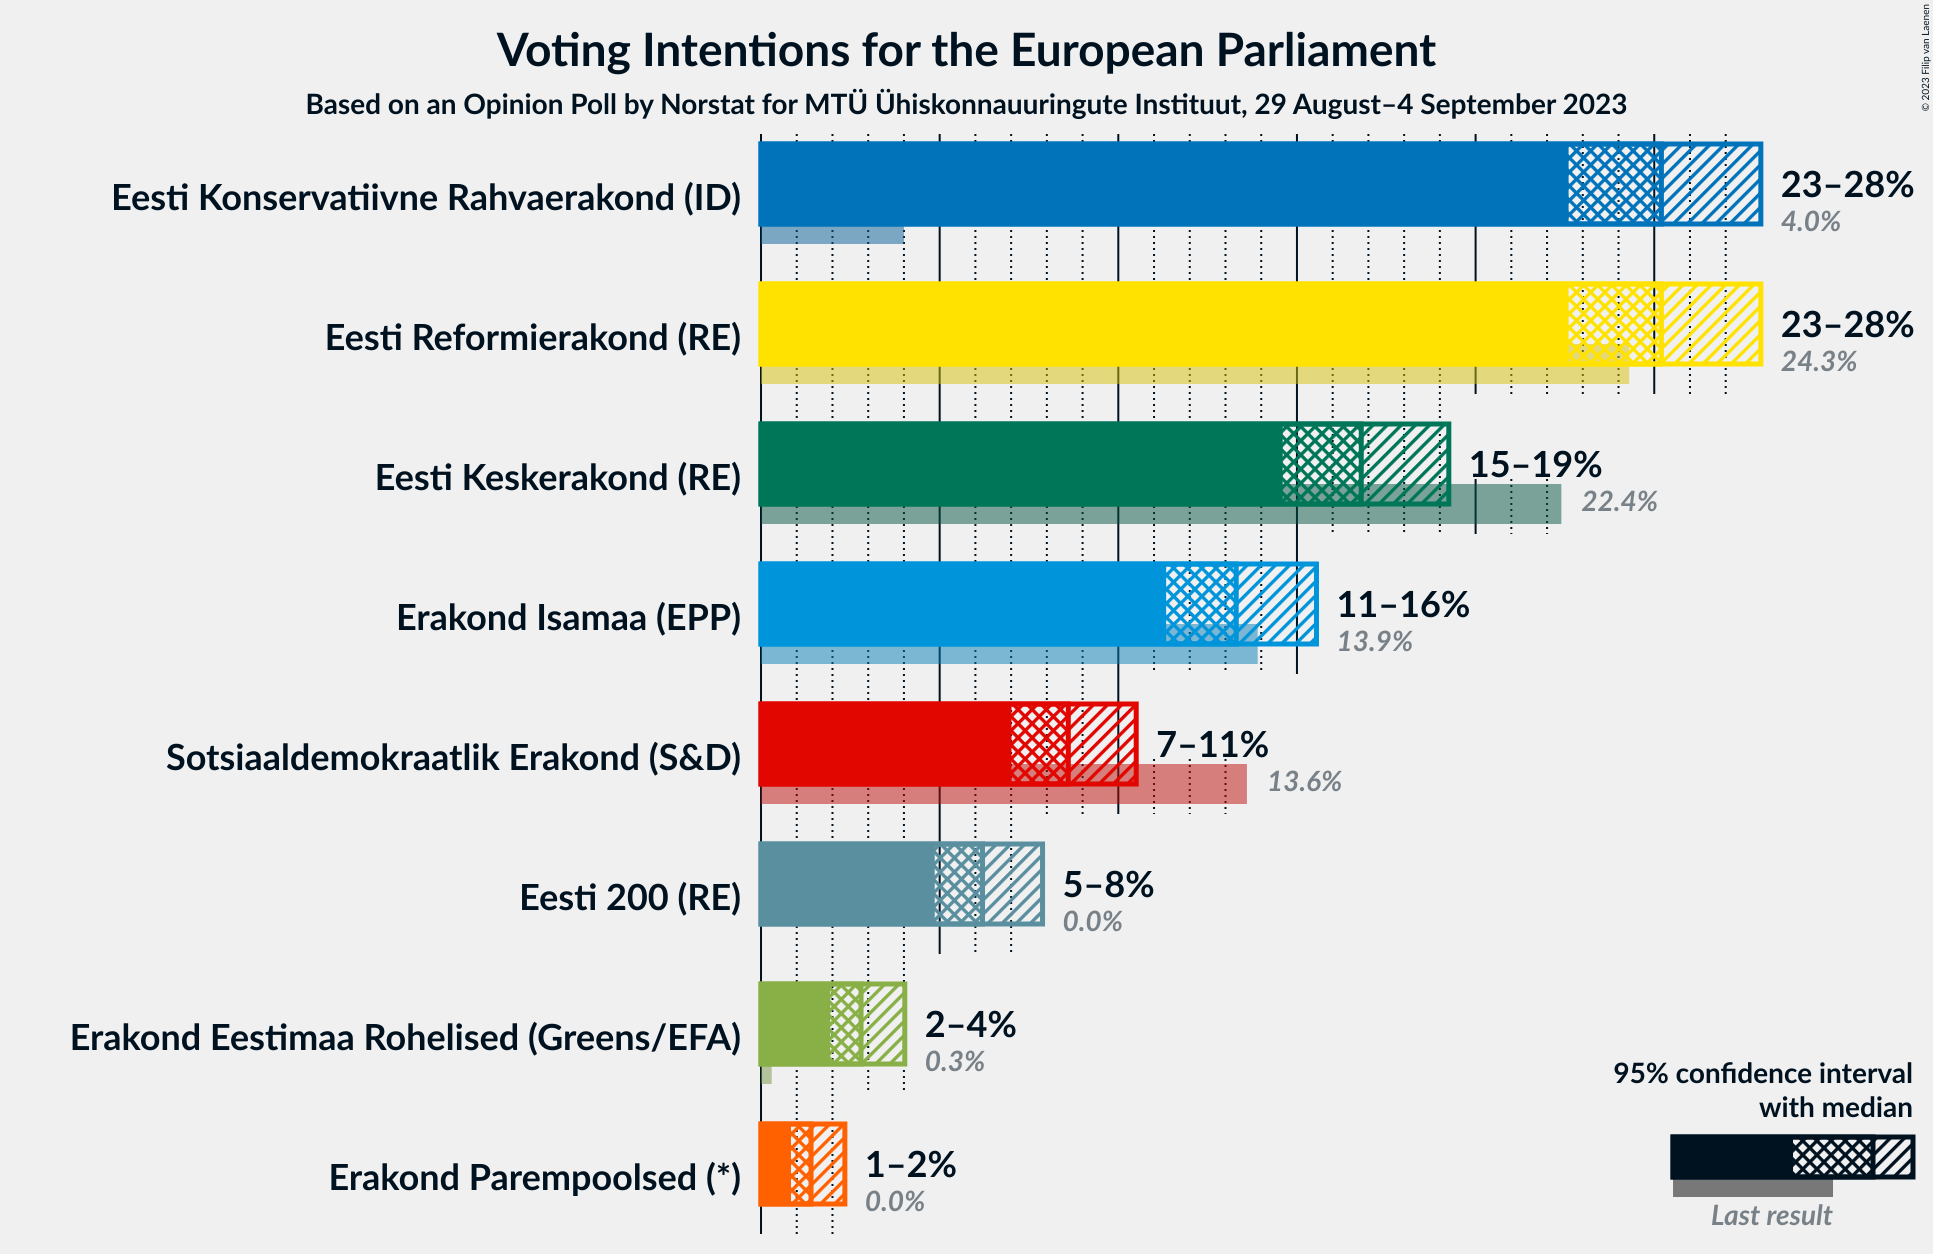 Voting Intentions for the European Parliament
Based on an Opinion Poll by Norstat for MTÜ Ühiskonnauuringute Instituut, 29 August–4 September 2023
© 2023 Filip van Laenen
Eesti Konservatiivne Rahvaerakond (ID)
23–28%
4.0%
Eesti Reformierakond (RE)
23–28%
24.3%
Eesti Keskerakond (RE)
15–19%
22.4%
Erakond Isamaa (EPP)
11–16%
13.9%
Sotsiaaldemokraatlik Erakond (S&D)
7–11%
13.6%
Eesti 200 (RE)
5–8%
0.0%
Erakond Eestimaa Rohelised (Greens/EFA)
2–4%
0.3%
Erakond Parempoolsed (*)
1–2%
0.0%
95% confidence interval
with median
Last result